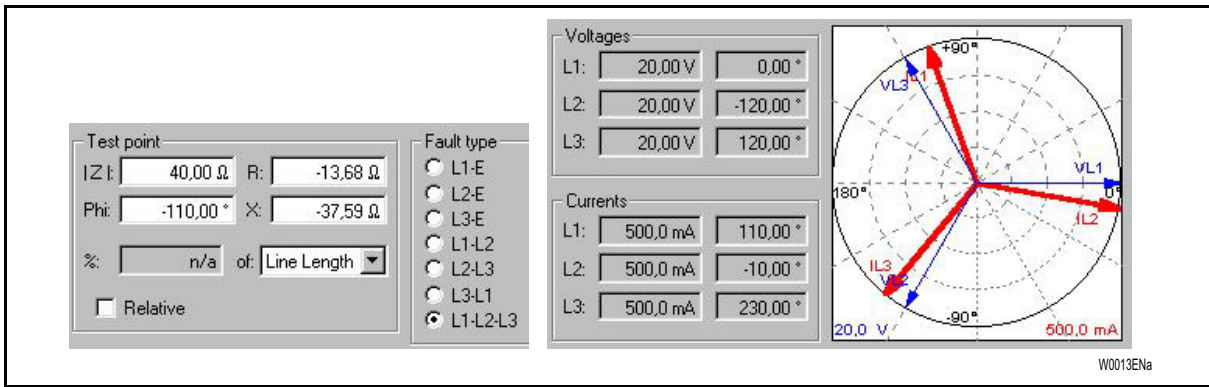 Test point
|Z|: 40,00 Ω R: -13,68 Ω
Phi: -110,00 ° X: -37,59 Ω
%: n/a of: Line Length
Relative
Fault type
L1-E
L2-E
L3-E
L1-L2
L2-L3
L3-L1
L1-L2-L3
Voltages
L1: 20,00 V 0,00 °
L2: 20,00 V -120,00 °
L3: 20,00 V 120,00 °
Currents
L1: 500,0 mA 110,00 °
L2: 500,0 mA -10,00 °
L3: 500,0 mA 230,00 °
+90°
VL3 IL1
VL1
180° 0°
IL2
IL3
VL2
-90°
20,0 V 500,0 mA
W0013ENa